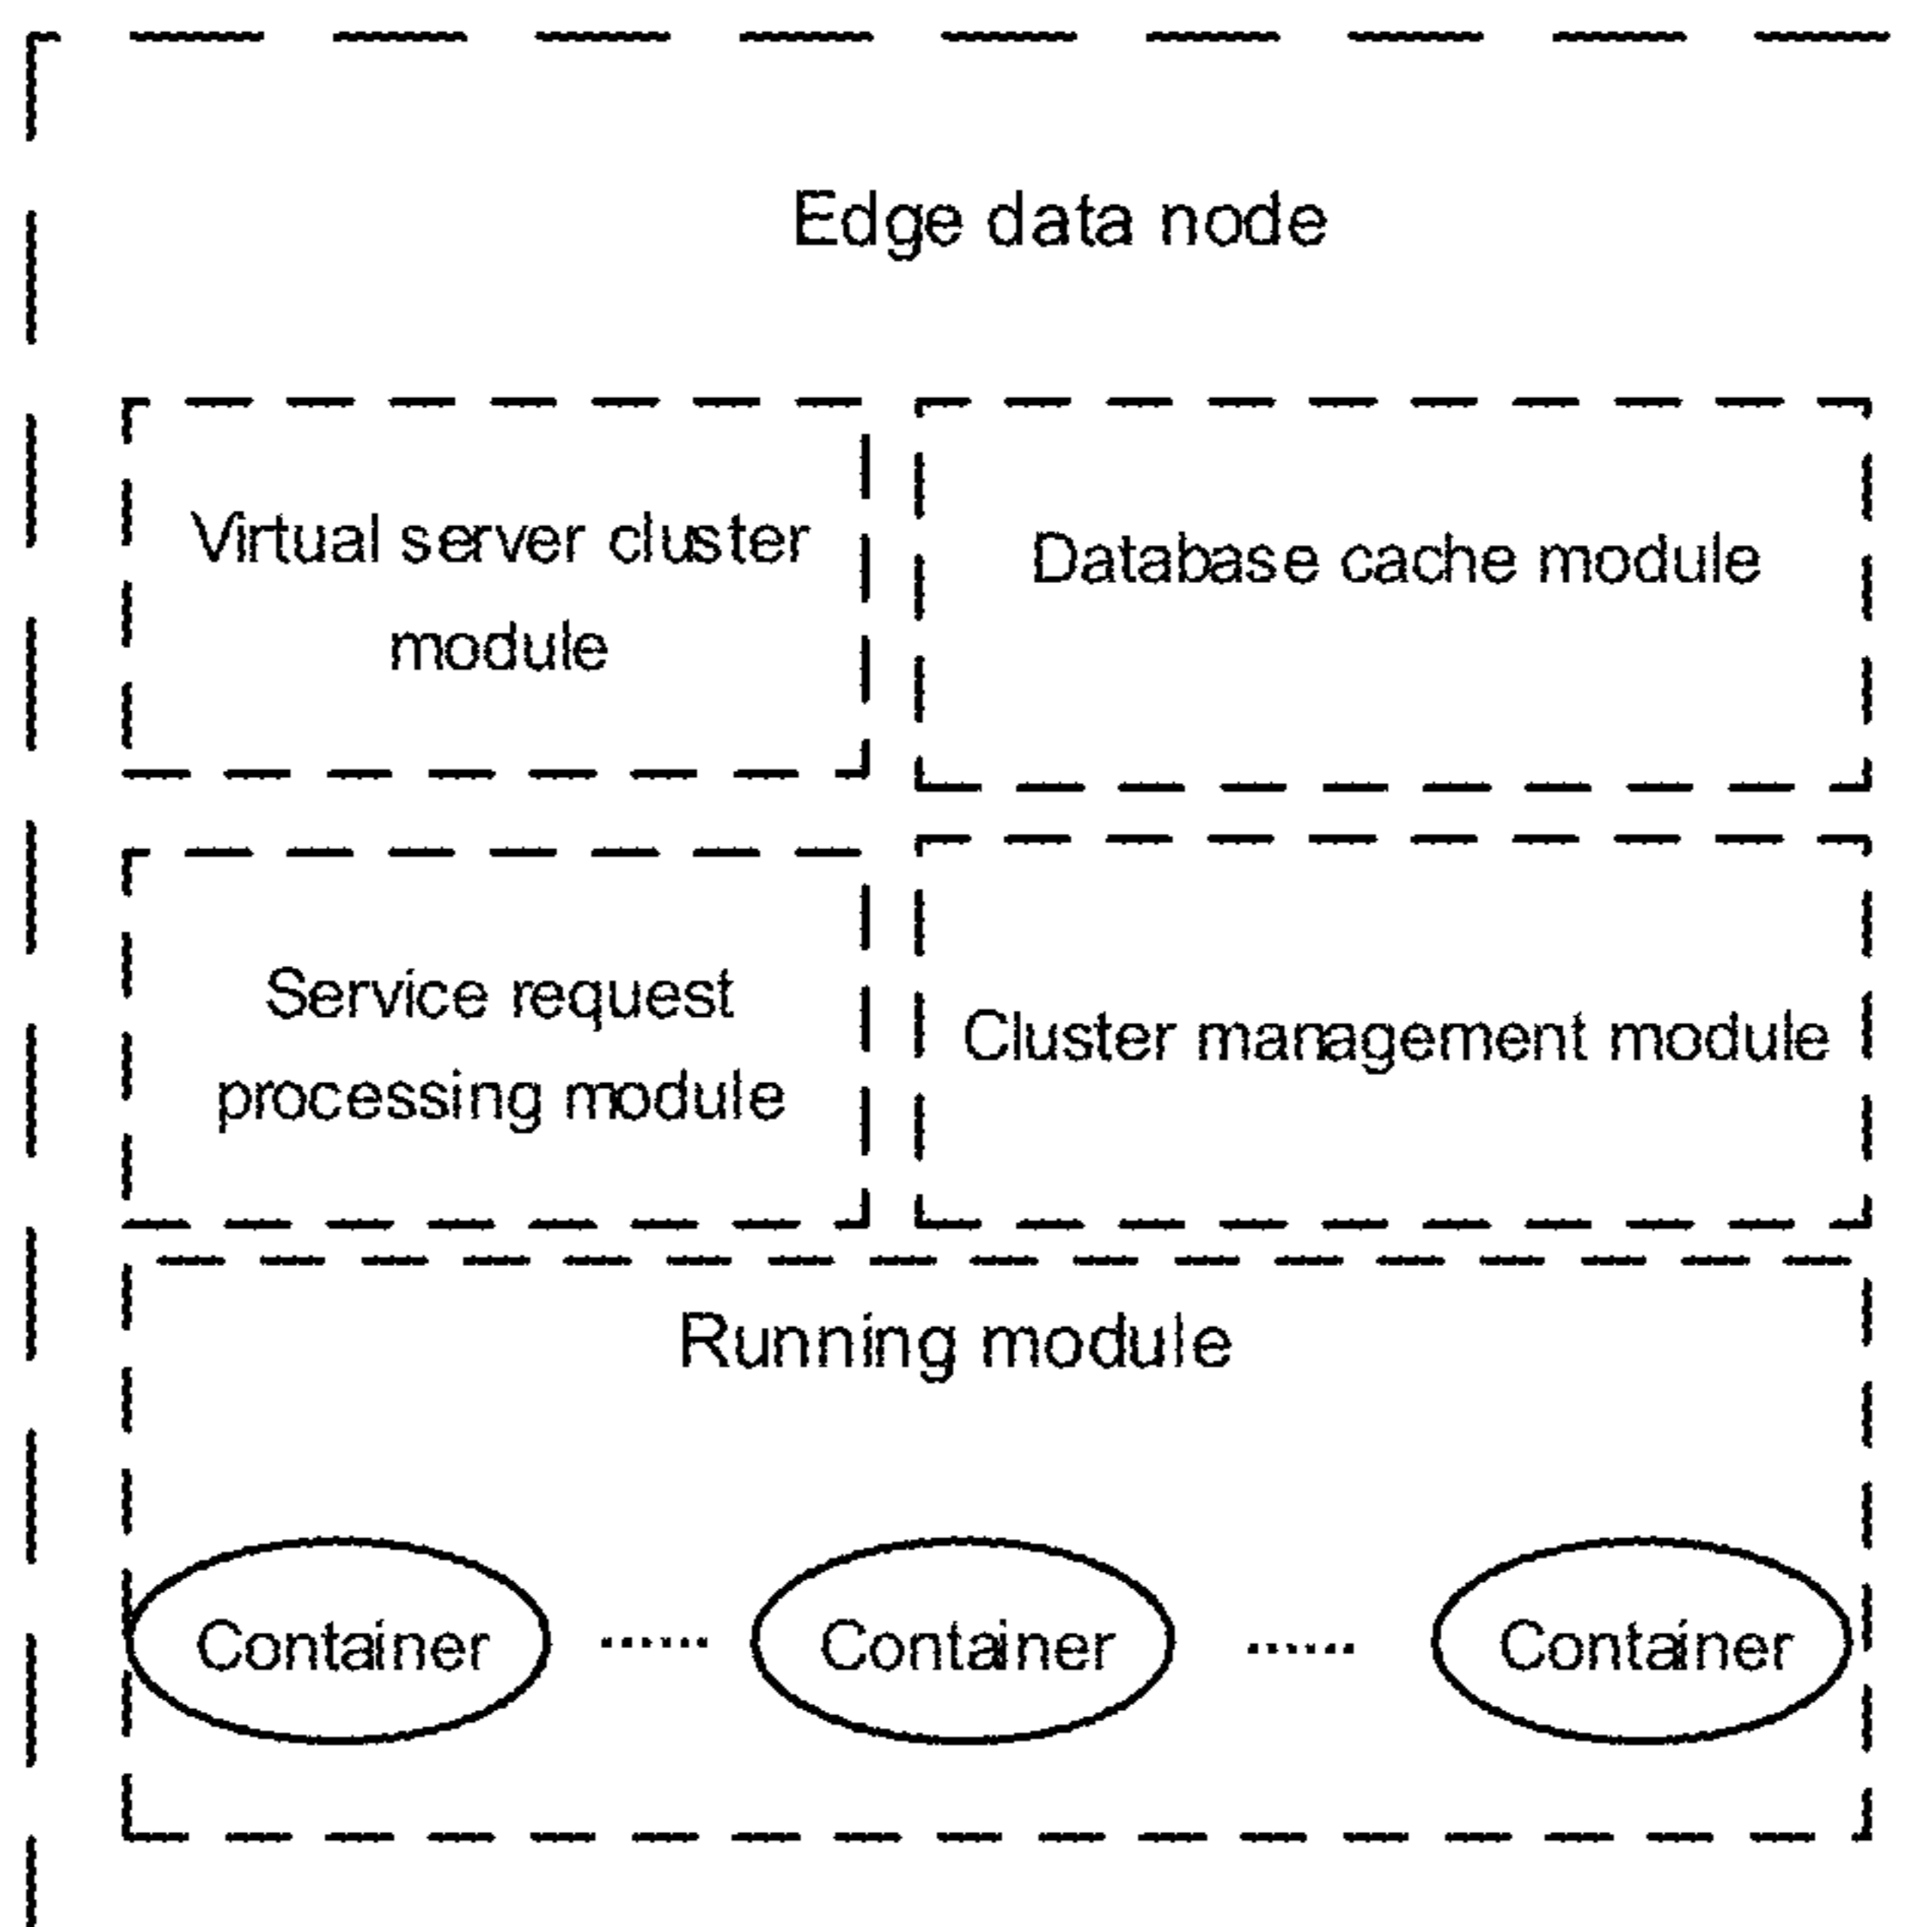 Edge data node
Virtual server cluster
module
Database cache module
Service request
processing module
Cluster management module
Running module
Container ...... Container ...... Container